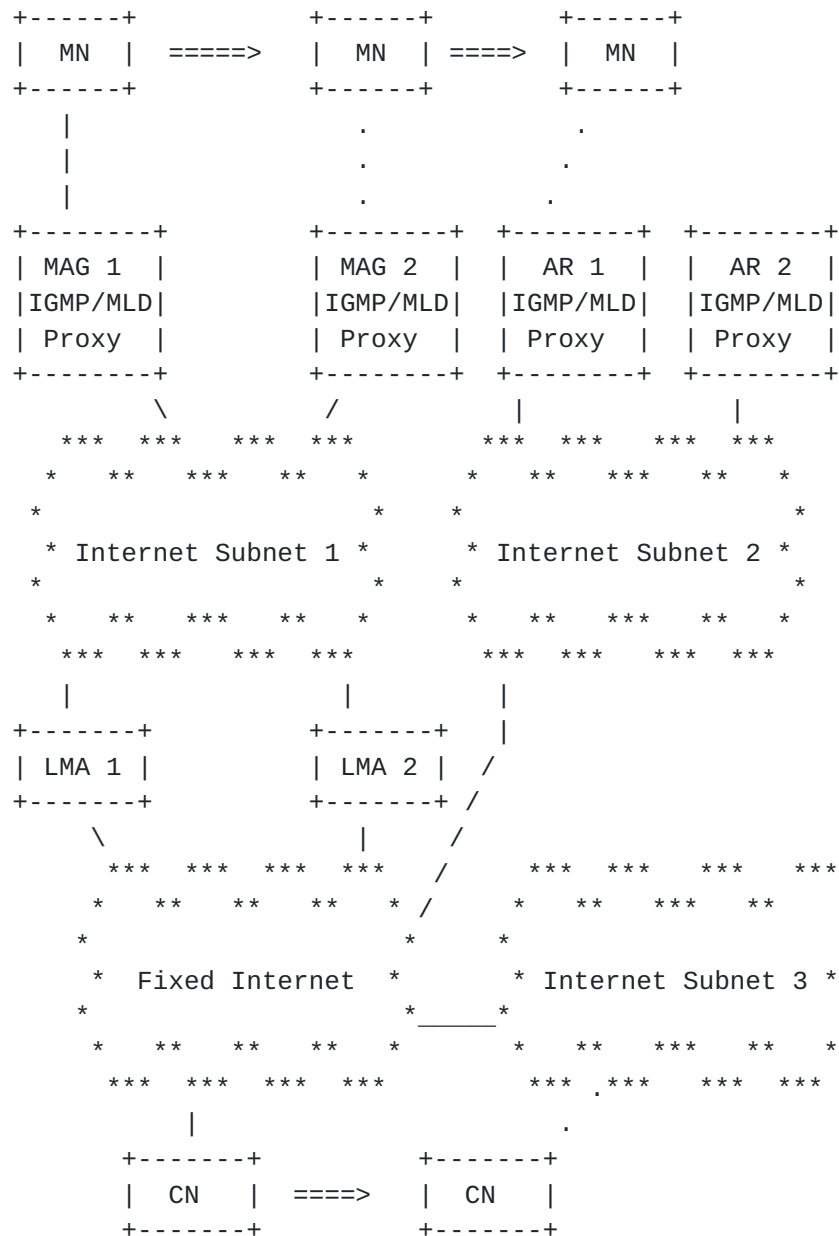 MN =====> MN ====> MN
MAG 1 MAG 2 AR 1 AR 2
IGMP/MLD IGMP/MLD IGMP/MLD IGMP/MLD
Proxy Proxy Proxy Proxy
Internet Subnet 1 Internet Subnet 2
LMA 1 LMA 2
Fixed Internet Internet Subnet 3
CN ====> CN